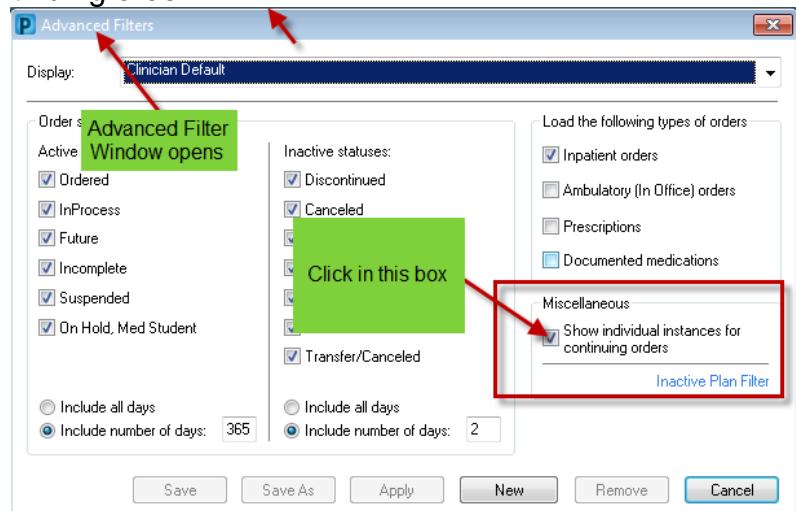 Advanced Filters
Display: Clinician Default
Advanced Filter
Window opens
Order s
Active
Ordered
InProcess
Future
Incomplete
Suspended
On Hold, Med Student
Include all days
Include number of days: 365
Inactive statuses:
Discontinued
Canceled
Click in this box
Transfer/Canceled
Include all days
Include number of days: 2
Load the following types of orders
Inpatient orders
Ambulatory (In Office) orders
Prescriptions
Documented medications
Miscellaneous
Show individual instances for
continuing orders
Inactive Plan Filter
Save Save As Apply New Remove Cancel